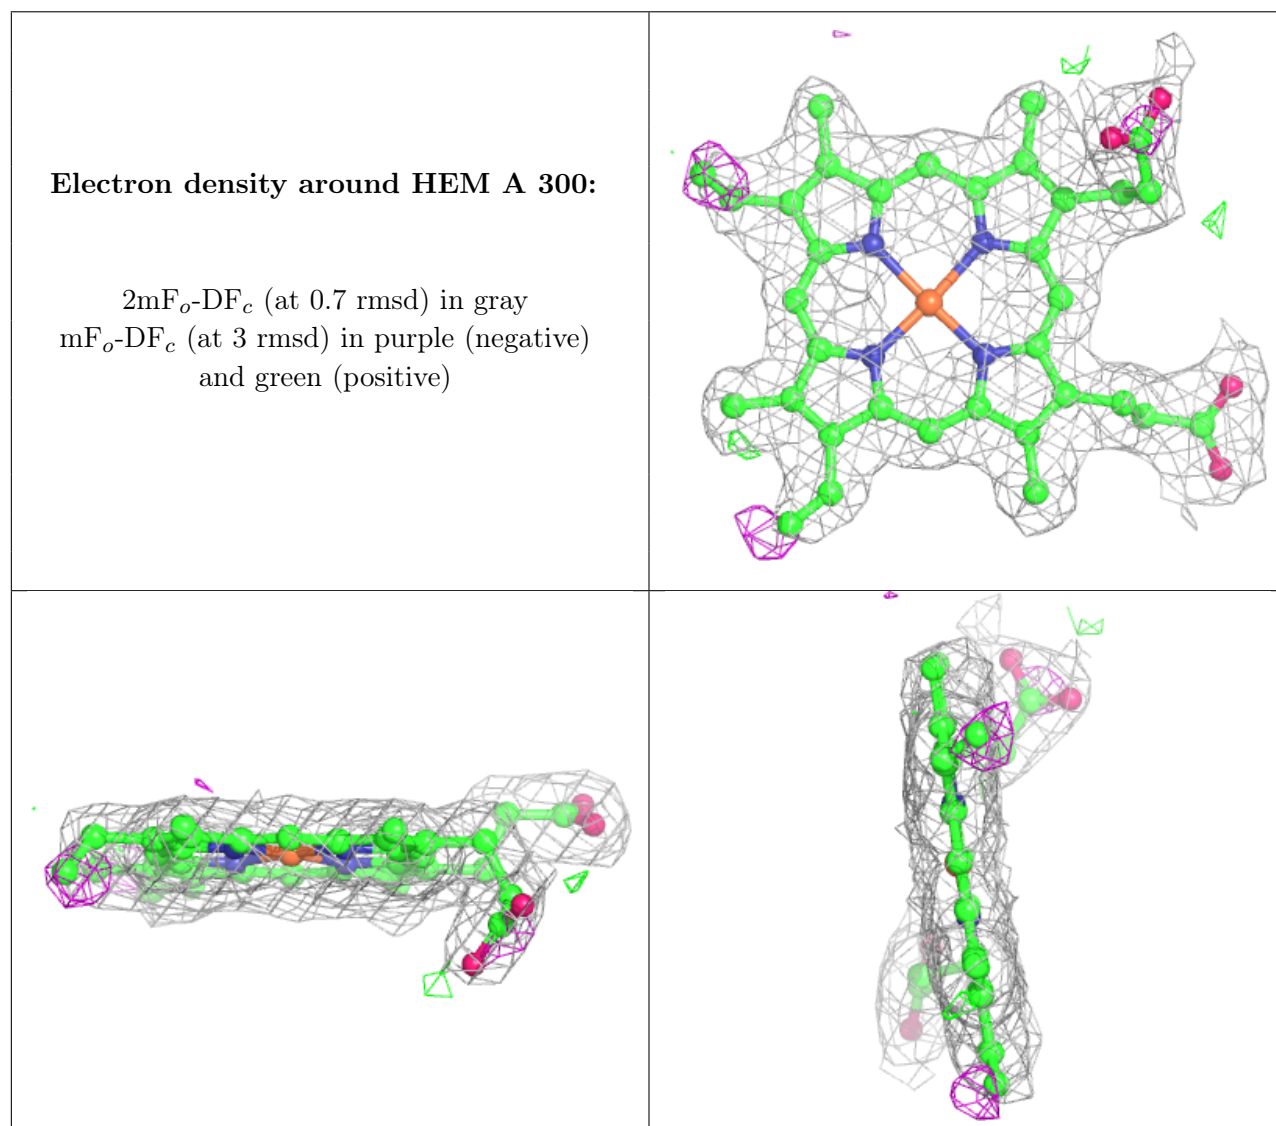 Electron density around HEM A 300:
2mFo-DFc (at 0.7 rmsd) in gray
mFo-DFc (at 3 rmsd) in purple (negative)
and green (positive)